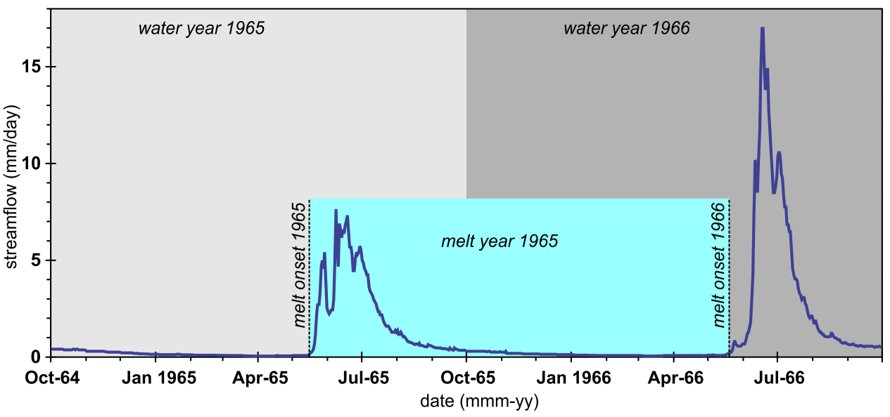 water year 1965
water year 1966
15
10
5
0
streamflow (mm/day)
melt onset 1965
melt year 1965
melt onset 1966
Oct-64
Jan 1965
Apr-65
Jul-65
Oct-65
Jan 1966
Apr-66
Jul-66
date (mmm-yy)